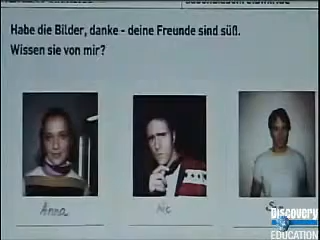 Habe die Bilder, danke - deine Freunde sind süß.
Wissen sie von mir?
Anna
Nic
Discovery
EDUCATION